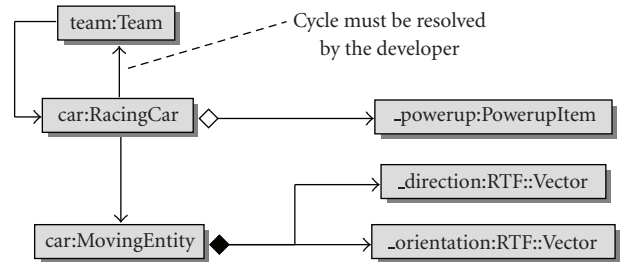 team:Team
Cycle must be resolved
by the developer
car:RacingCar
_powerup:PowerupItem
_direction:RTF::Vector
car:MovingEntity
_orientation:RTF::Vector